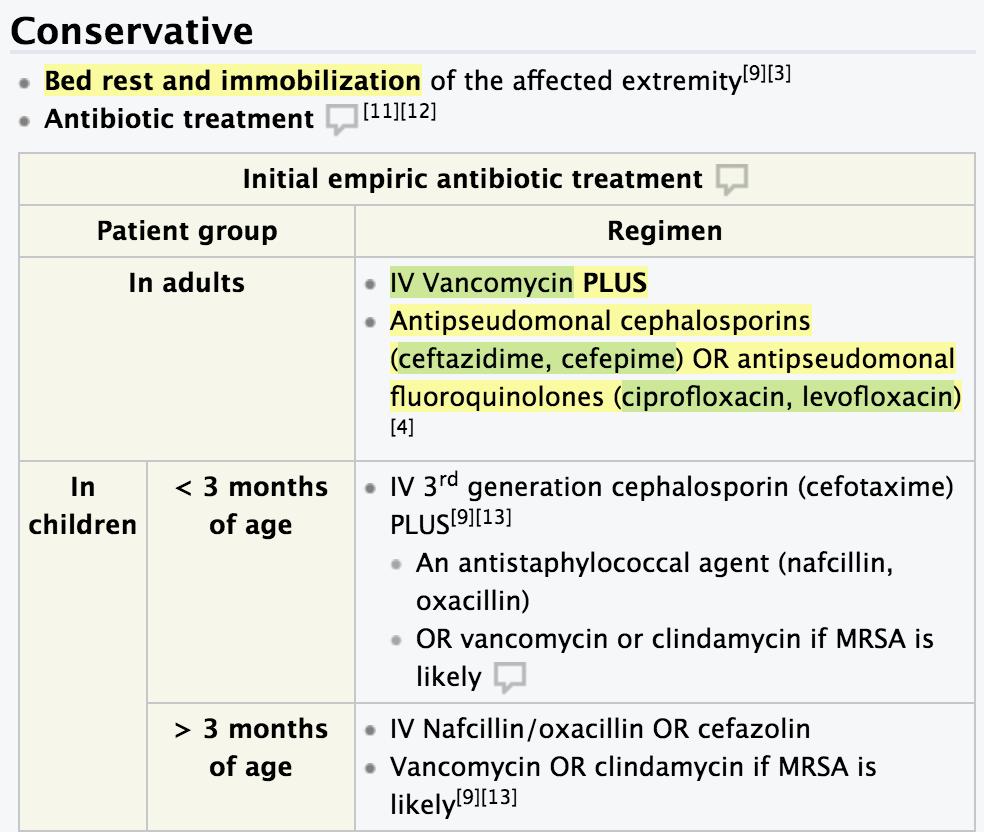 Conservative
Bed rest and immobilization of the affected extremity[9][3]
Antibiotic treatment [11][12]
Initial empiric antibiotic treatment
Patient group
Regimen
In adults
IV Vancomycin PLUS
Antipseudomonal cephalosporins
(ceftazidime, cefepime) OR antipseudomonal
fluoroquinolones (ciprofloxacin, levofloxacin)
[4]
In
children
< 3 months
of age
IV 3rd generation cephalosporin (cefotaxime)
PLUS[9][13]
An antistaphylococcal agent (nafcillin,
oxacillin)
OR vancomycin or clindamycin if MRSA is
likely
> 3 months
of age
IV Nafcillin/oxacillin OR cefazolin
Vancomycin OR clindamycin if MRSA is
likely[9][13]